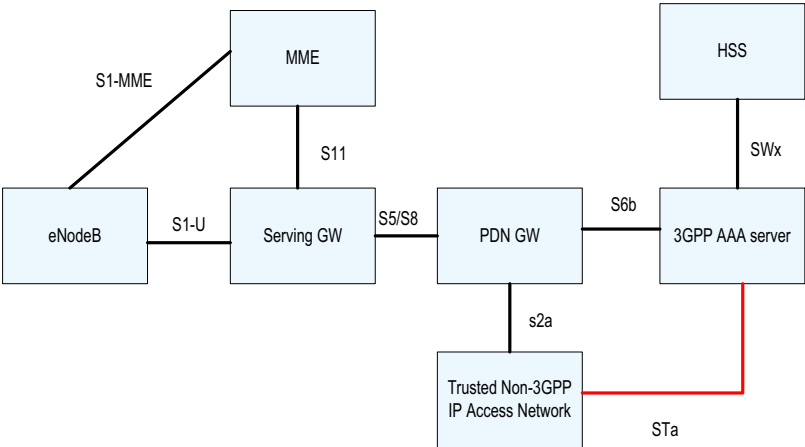 MME
HSS
S1-MME
S11
SWx
eNodeB
S1-U
Serving GW
S5/S8
PDN GW
S6b
3GPP AAA server
s2a
Trusted Non-3GPP
IP Access Network
STa